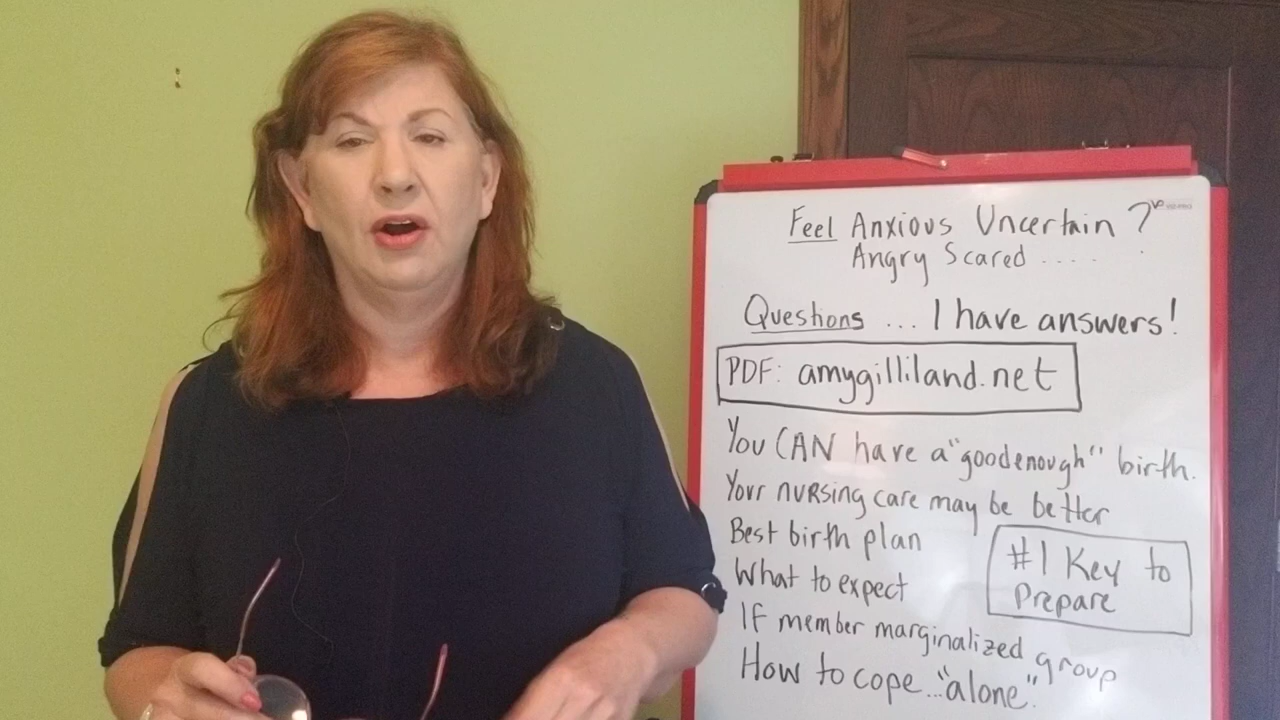 Feel Anxious Uncertain ?
Angry Scared .....
Questions ... I have answers!
PDF: amygilliland.net
You CAN have a "goodenough" birth.
Your nursing care may be better
Best birth plan
#1 Key to
Prepare
What to expect
If member marginalized group
How to cope..."alone".